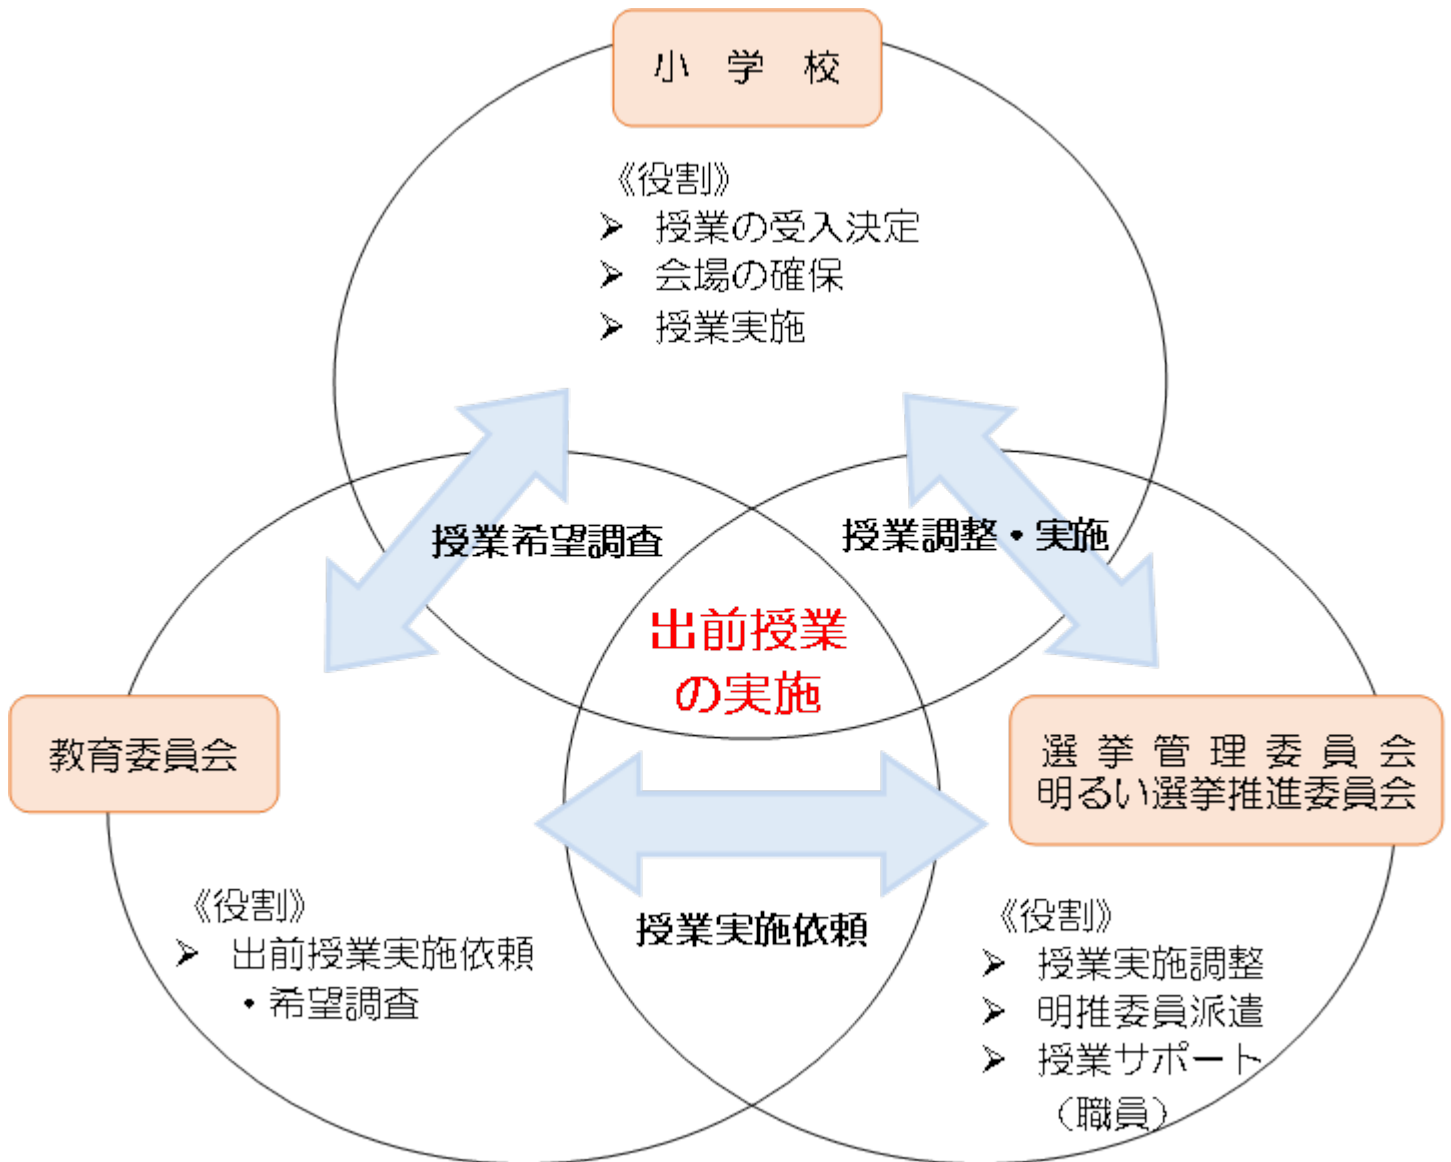 小学校
《役割》
➢ 授業の受入決定
➢ 会場の確保
➢ 授業実施
授業希望調査
授業調整・実施
出前授業
の実施
教育委員会
選挙管理委員会
明るい選挙推進委員会
授業実施依頼
《役割》
➢ 出前授業実施依頼
・希望調査
《役割》
➢ 授業実施調整
➢ 明推委員派遣
➢ 授業サポート
（職員）